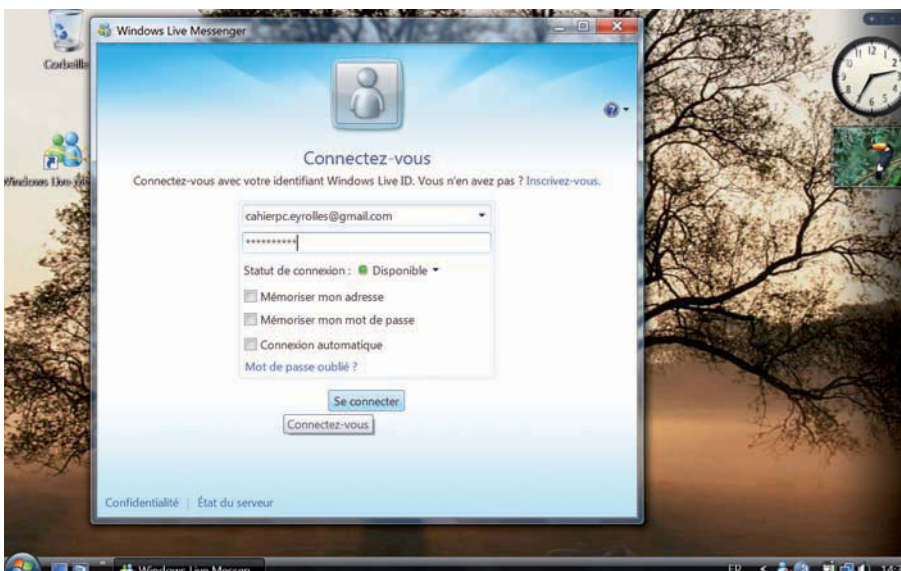 Windows Live Messenger
Corbeille
Windows Live
Connectez-vous
Connectez-vous avec votre identifiant Windows Live ID. Vous n'en avez pas ? Inscrivez-vous.
cahierpc.eyrolles@gmail.com
**********
Statut de connexion : Disponible
Mémoriser mon adresse
Mémoriser mon mot de passe
Connexion automatique
Mot de passe oublié ?
Se connecter
Connectez-vous
Confidentialité | État du serveur
Windows Live Messen
FR